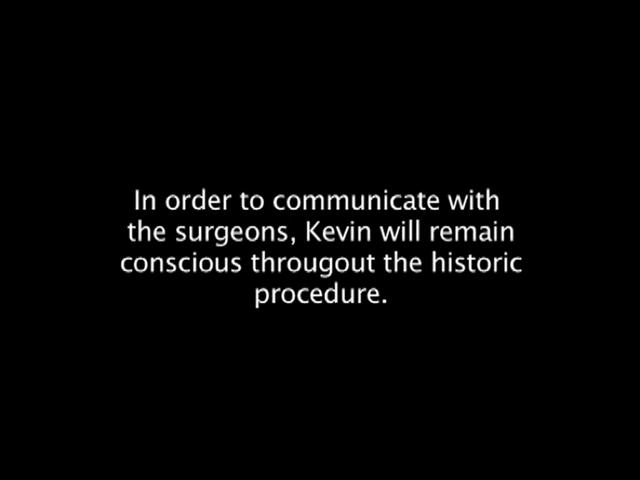 In order to communicate with
the surgeons, Kevin will remain
conscious througout the historic
procedure.